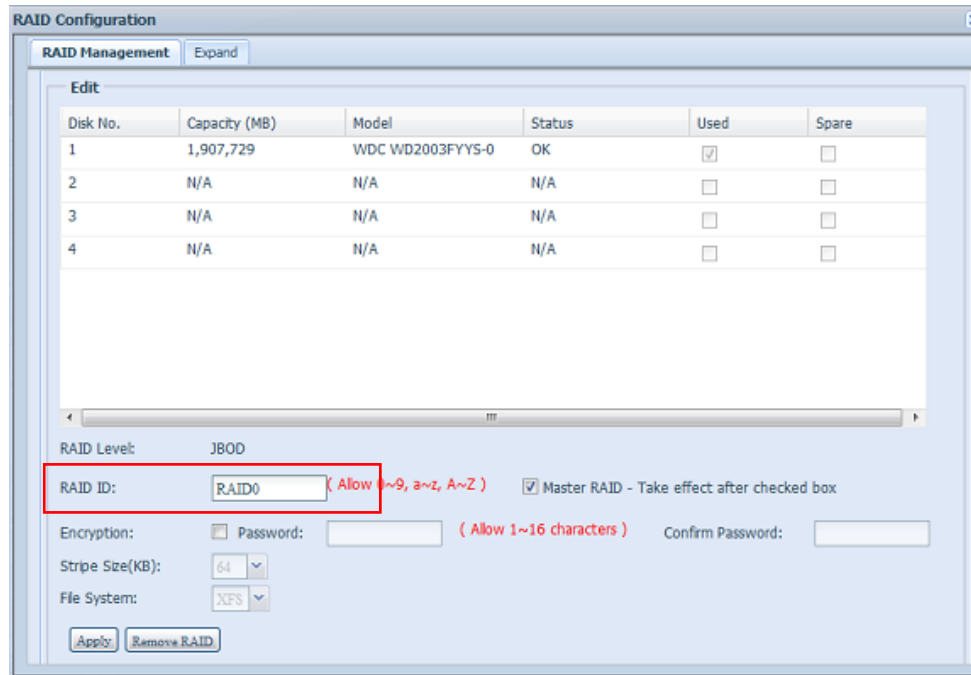 RAID Configuration
RAID Management Expand
Edit
Disk No. Capacity (MB) Model Status Used Spare
1 1,907,729 WDC WD2003FYYS-0 OK
2 N/A N/A N/A
3 N/A N/A N/A
4 N/A N/A N/A
RAID Level: JBOD
RAID ID: RAID0 ( Allow 0~9, a~z, A~Z ) Master RAID - Take effect after checked box
Encryption: Password: ( Allow 1~16 characters ) Confirm Password:
Stripe Size(KB): 64
File System: XFS
Apply Remove RAID